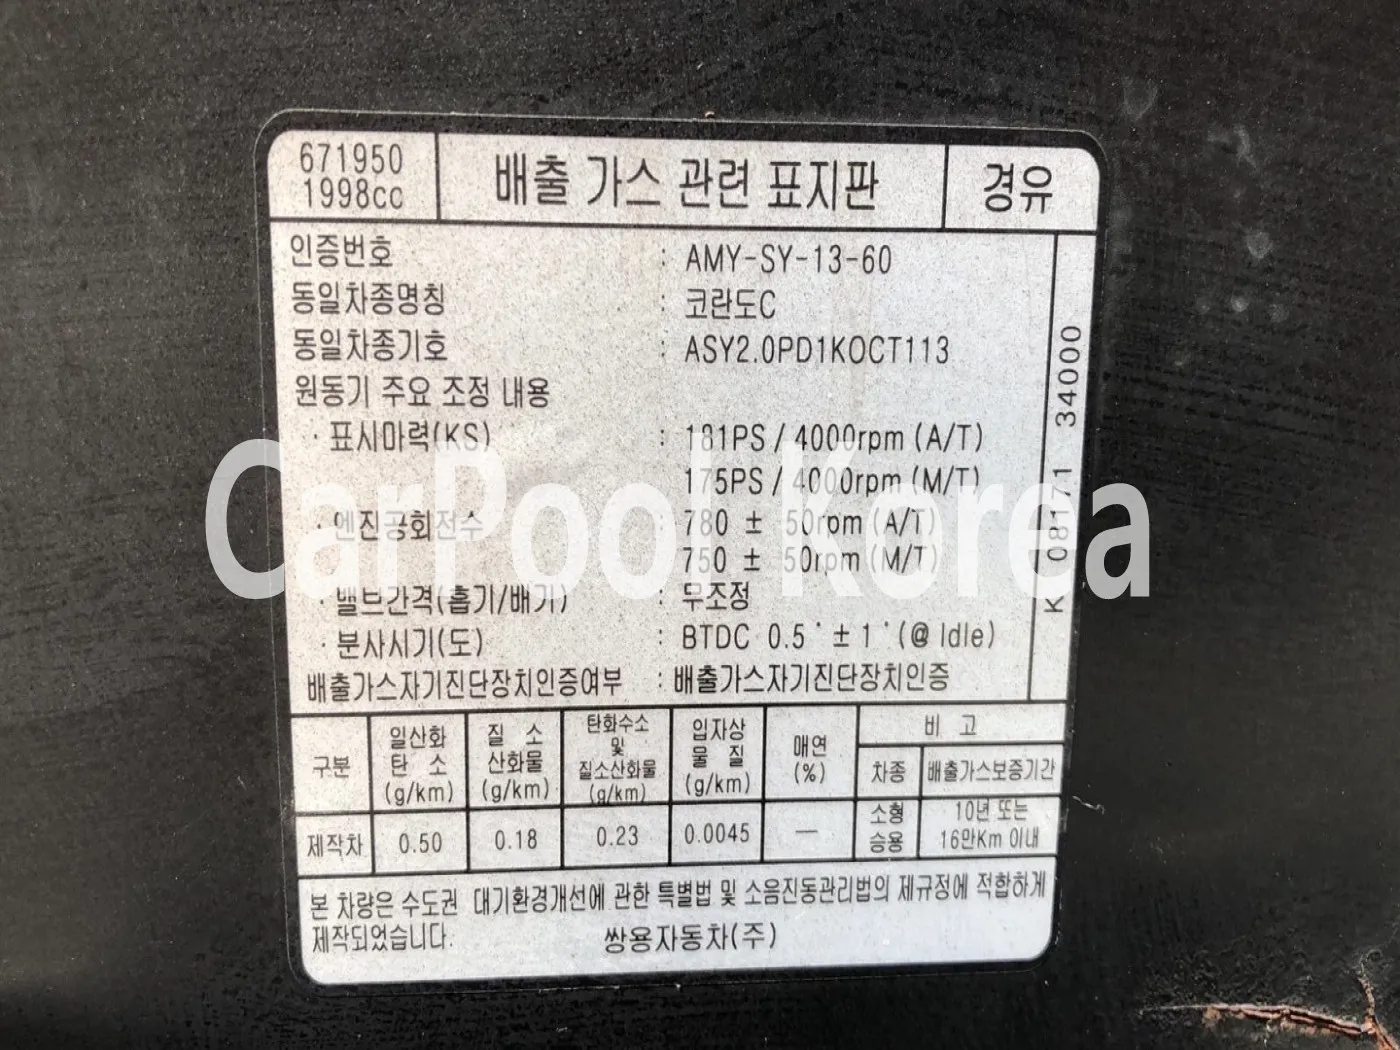 671950
1998cc
배출 가스 관련 표지판
경유
인증번호 : AMY-SY-13-60
동일차종명칭 : 코란도C
동일차종기호 : ASY2.0PD1KOCT113
원동기 주요 조정 내용
· 표시마력(KS) : 181PS / 4000rpm (A/T)
175PS / 4000rpm (M/T)
· 엔진공회전수 : 780 ± 50rpm (A/T)
750 ± 50rpm (M/T)
· 밸브간격(흡기/배기) : 무조정
· 분사시기(도) : BTDC 0.5˚ ± 1˚ (@ Idle)
배출가스자기진단장치인증여부 : 배출가스자기진단장치인증
K 08171 34000
구분
일산화
탄 소
(g/km)
질 소
산화물
(g/km)
탄화수소
및
질소산화물
(g/km)
입자상
물 질
(g/km)
매연
(%)
비 고
차종
배출가스보증기간
제작차 0.50 0.18 0.23 0.0045 —
소형
승용
10년 또는
16만Km 이내
본 차량은 수도권 대기환경개선에 관한 특별법 및 소음진동관리법의 제규정에 적합하게
제작되었습니다. 쌍용자동차(주)
CarPool Korea